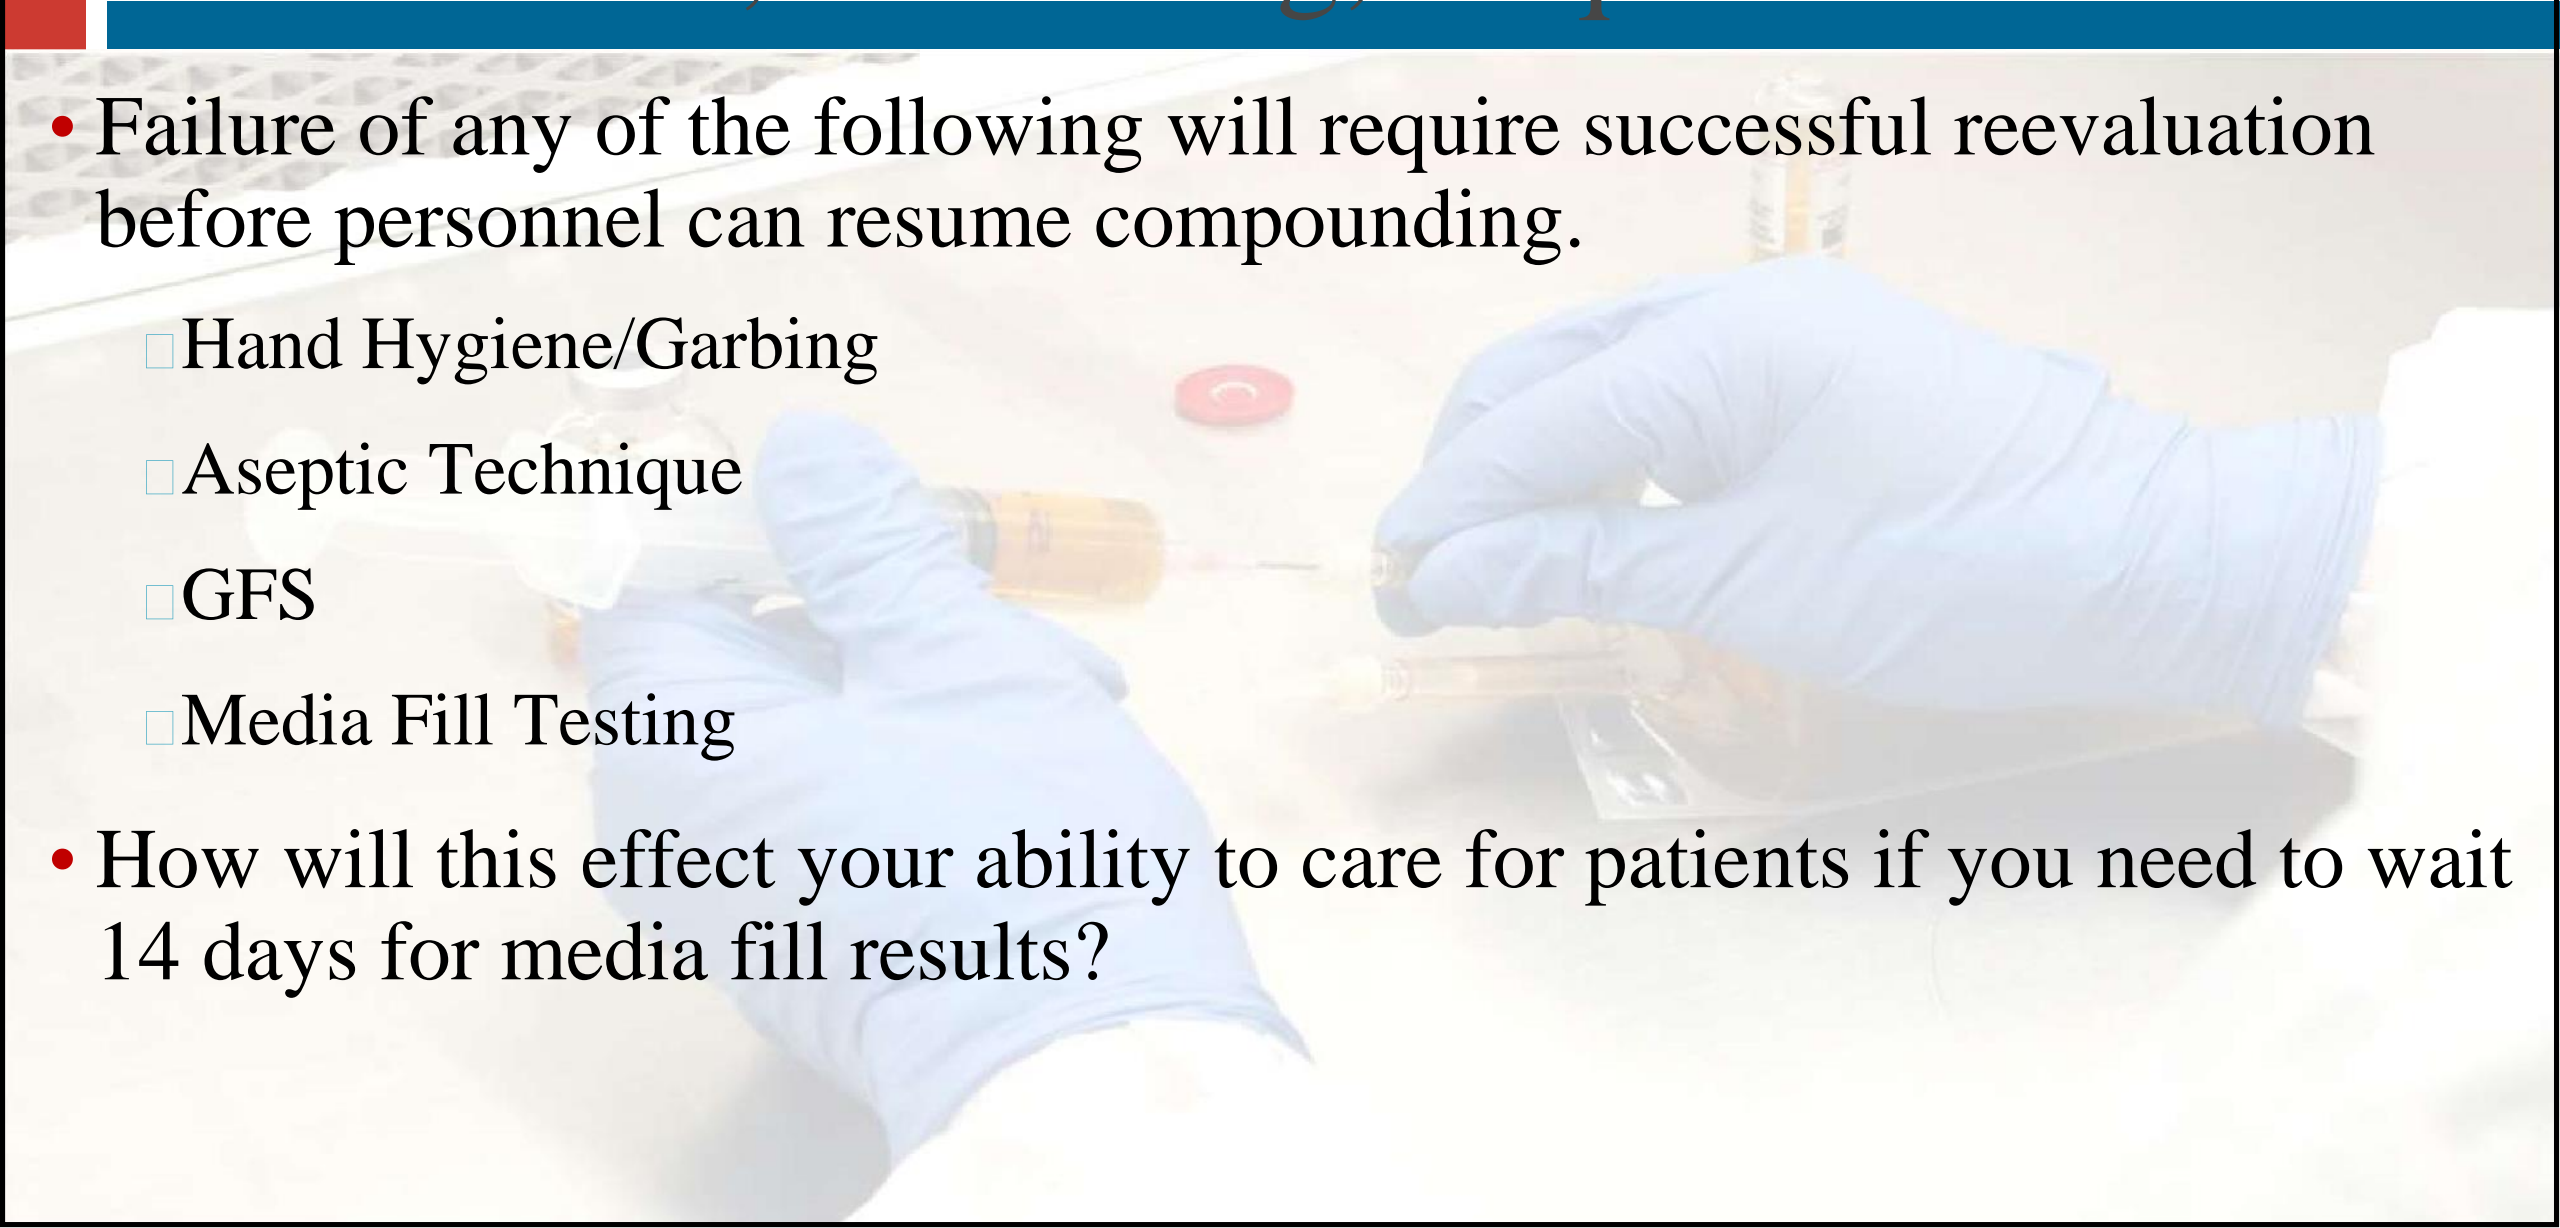 • Failure of any of the following will require successful reevaluation
before personnel can resume compounding.
Hand Hygiene/Garbing
Aseptic Technique
GFS
Media Fill Testing
• How will this effect your ability to care for patients if you need to wait
14 days for media fill results?